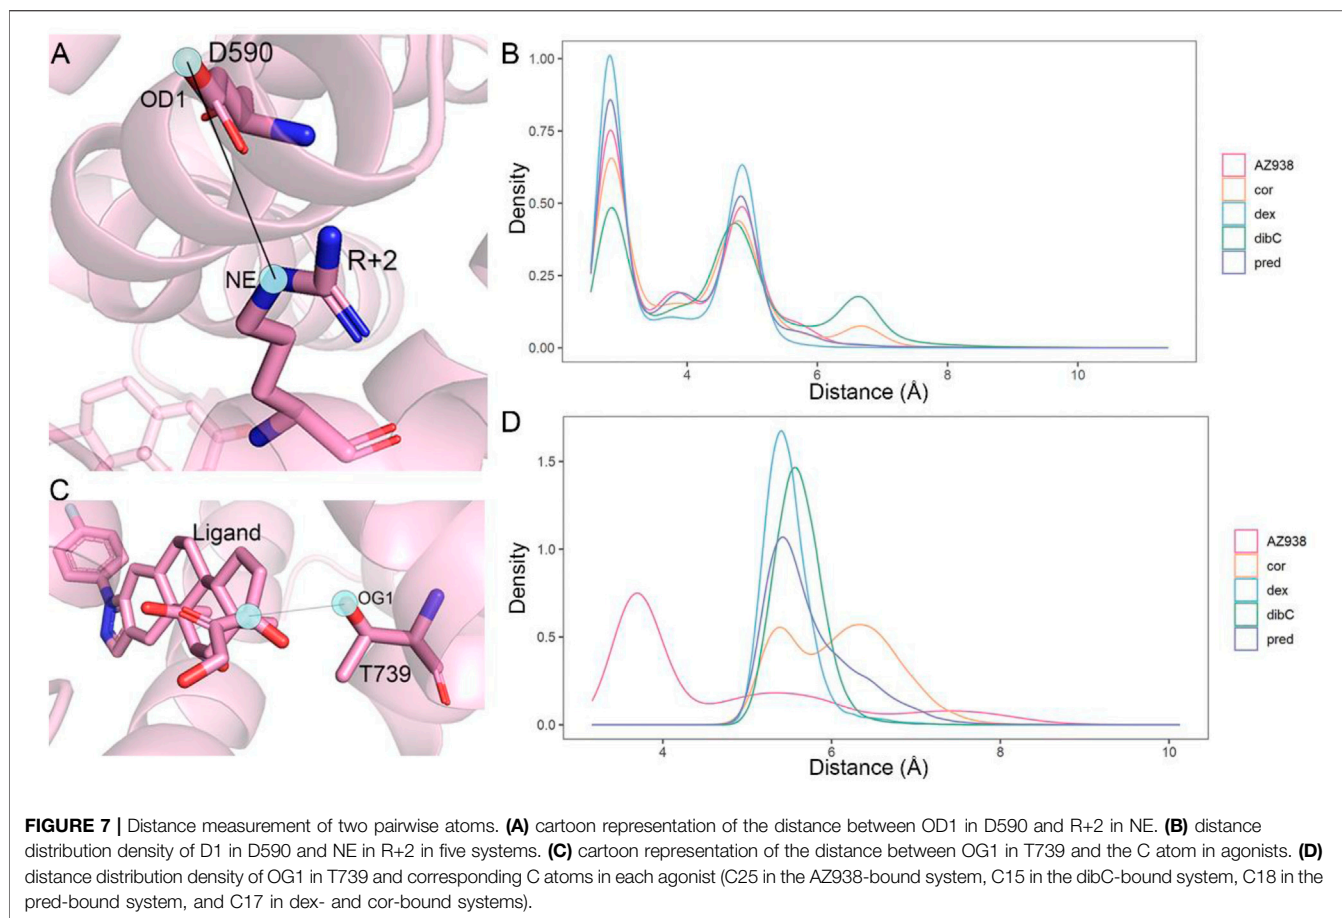 A
D590
OD1
NE
R+2
B
1.00
0.75
0.50
0.25
0.00
Density
4
6
8
10
Distance (Å)
AZ938
cor
dex
dibC
pred
C
Ligand
OG1
T739
D
1.5
1.0
0.5
0.0
Density
4
6
8
10
Distance (Å)
AZ938
cor
dex
dibC
pred
FIGURE 7 | Distance measurement of two pairwise atoms. (A) cartoon representation of the distance between OD1 in D590 and R+2 in NE. (B) distance
distribution density of D1 in D590 and NE in R+2 in five systems. (C) cartoon representation of the distance between OG1 in T739 and the C atom in agonists. (D)
distance distribution density of OG1 in T739 and corresponding C atoms in each agonist (C25 in the AZ938-bound system, C15 in the dibC-bound system, C18 in the
pred-bound system, and C17 in dex- and cor-bound systems).